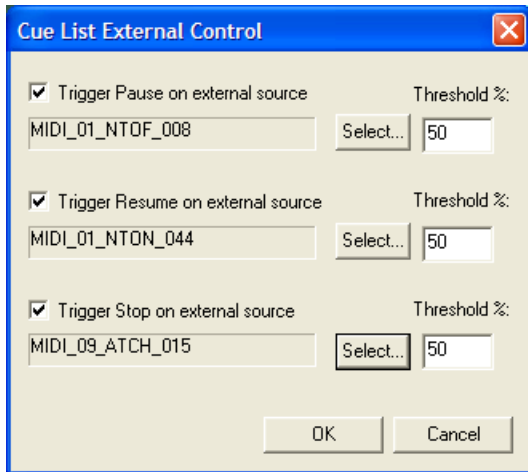 Cue List External Control
Trigger Pause on external source Threshold %:
MIDI_01_NTOF_008 Select... 50
Trigger Resume on external source Threshold %:
MIDI_01_NTON_044 Select... 50
Trigger Stop on external source Threshold %:
MIDI_09_ATCH_015 Select... 50
OK Cancel